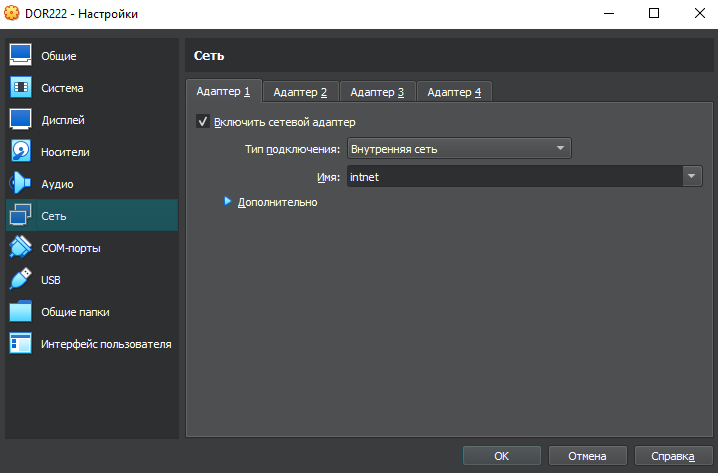 DOR222 - Настройки
Общие
Система
Дисплей
Носители
Аудио
Сеть
COM-порты
USB
Общие папки
Интерфейс пользователя
Сеть
Адаптер 1 Адаптер 2 Адаптер 3 Адаптер 4
Включить сетевой адаптер
Тип подключения: Внутренняя сеть
Имя: intnet
Дополнительно
OK Отмена Справка